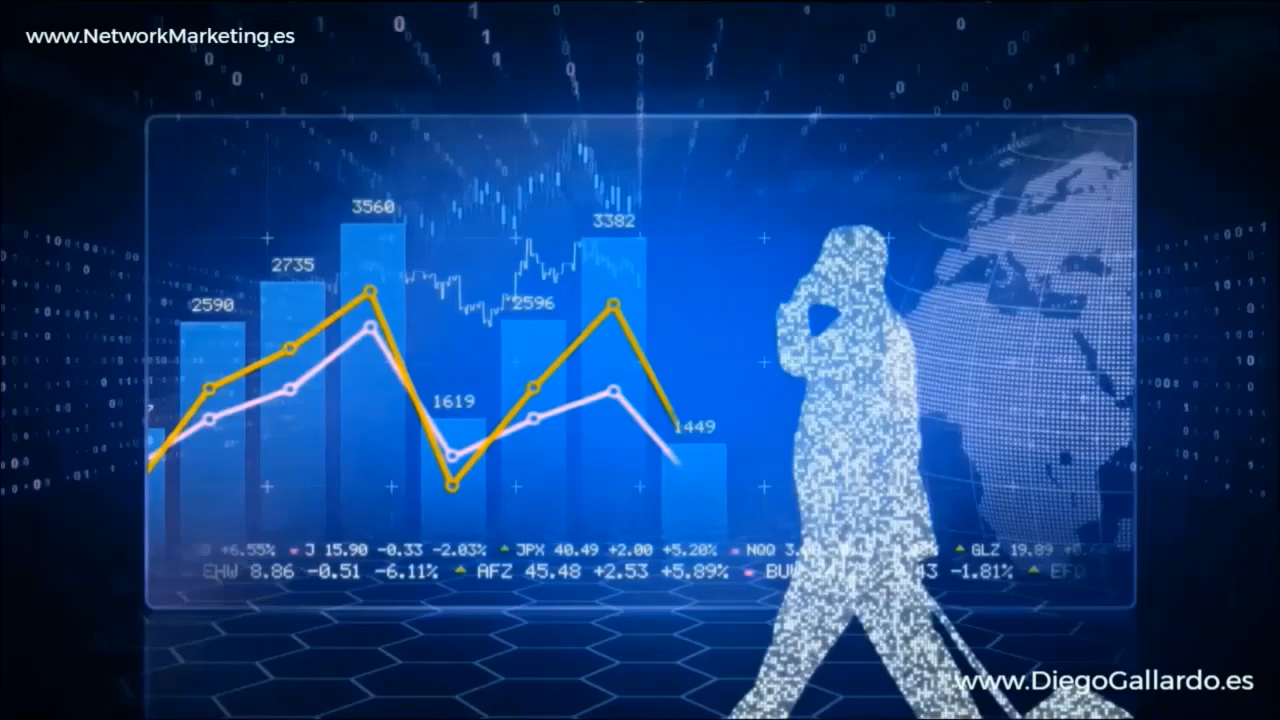 www.NetworkMarketing.es
3560
3382
2735
2590
2596
1619
1449
+6.55% J 15.90 -0.33 -2.03% JPX 40.49 +2.00 +5.20% GLZ 19.89
EHW 8.86 -0.51 -6.11% AFZ 45.48 +2.53 +5.89% -1.81%
www.DiegoGallardo.es